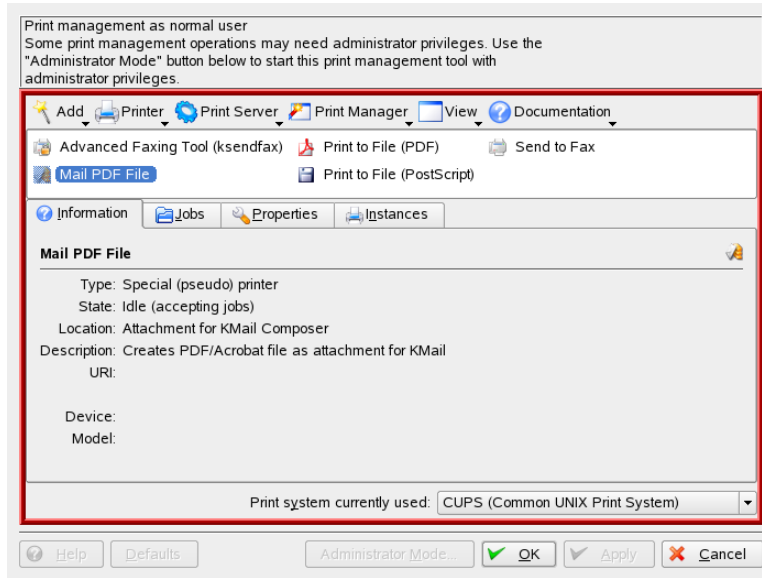 Print management as normal user
Some print management operations may need administrator privileges. Use the
"Administrator Mode" button below to start this print management tool with
administrator privileges.
Add Printer Print Server Print Manager View Documentation
Advanced Faxing Tool (ksendfax) Print to File (PDF) Send to Fax
Mail PDF File Print to File (PostScript)
Information Jobs Properties Instances
Mail PDF File
Type: Special (pseudo) printer
State: Idle (accepting jobs)
Location: Attachment for KMail Composer
Description: Creates PDF/Acrobat file as attachment for KMail
URI:
Device:
Model:
Print system currently used: CUPS (Common UNIX Print System)
Help Defaults Administrator Mode... OK Apply Cancel